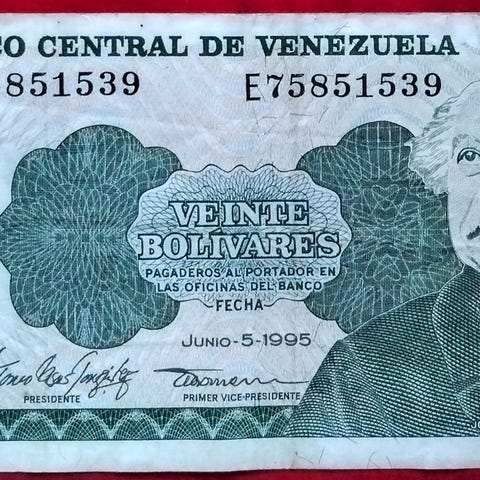 CO CENTRAL DE VENEZUELA
851539 E75851539
VEINTE
BOLÍVARES
PAGADEROS AL PORTADOR EN
LAS OFICINAS DEL BANCO
FECHA
JUNIO-5-1995
PRESIDENTE PRIMER VICE-PRESIDENTE